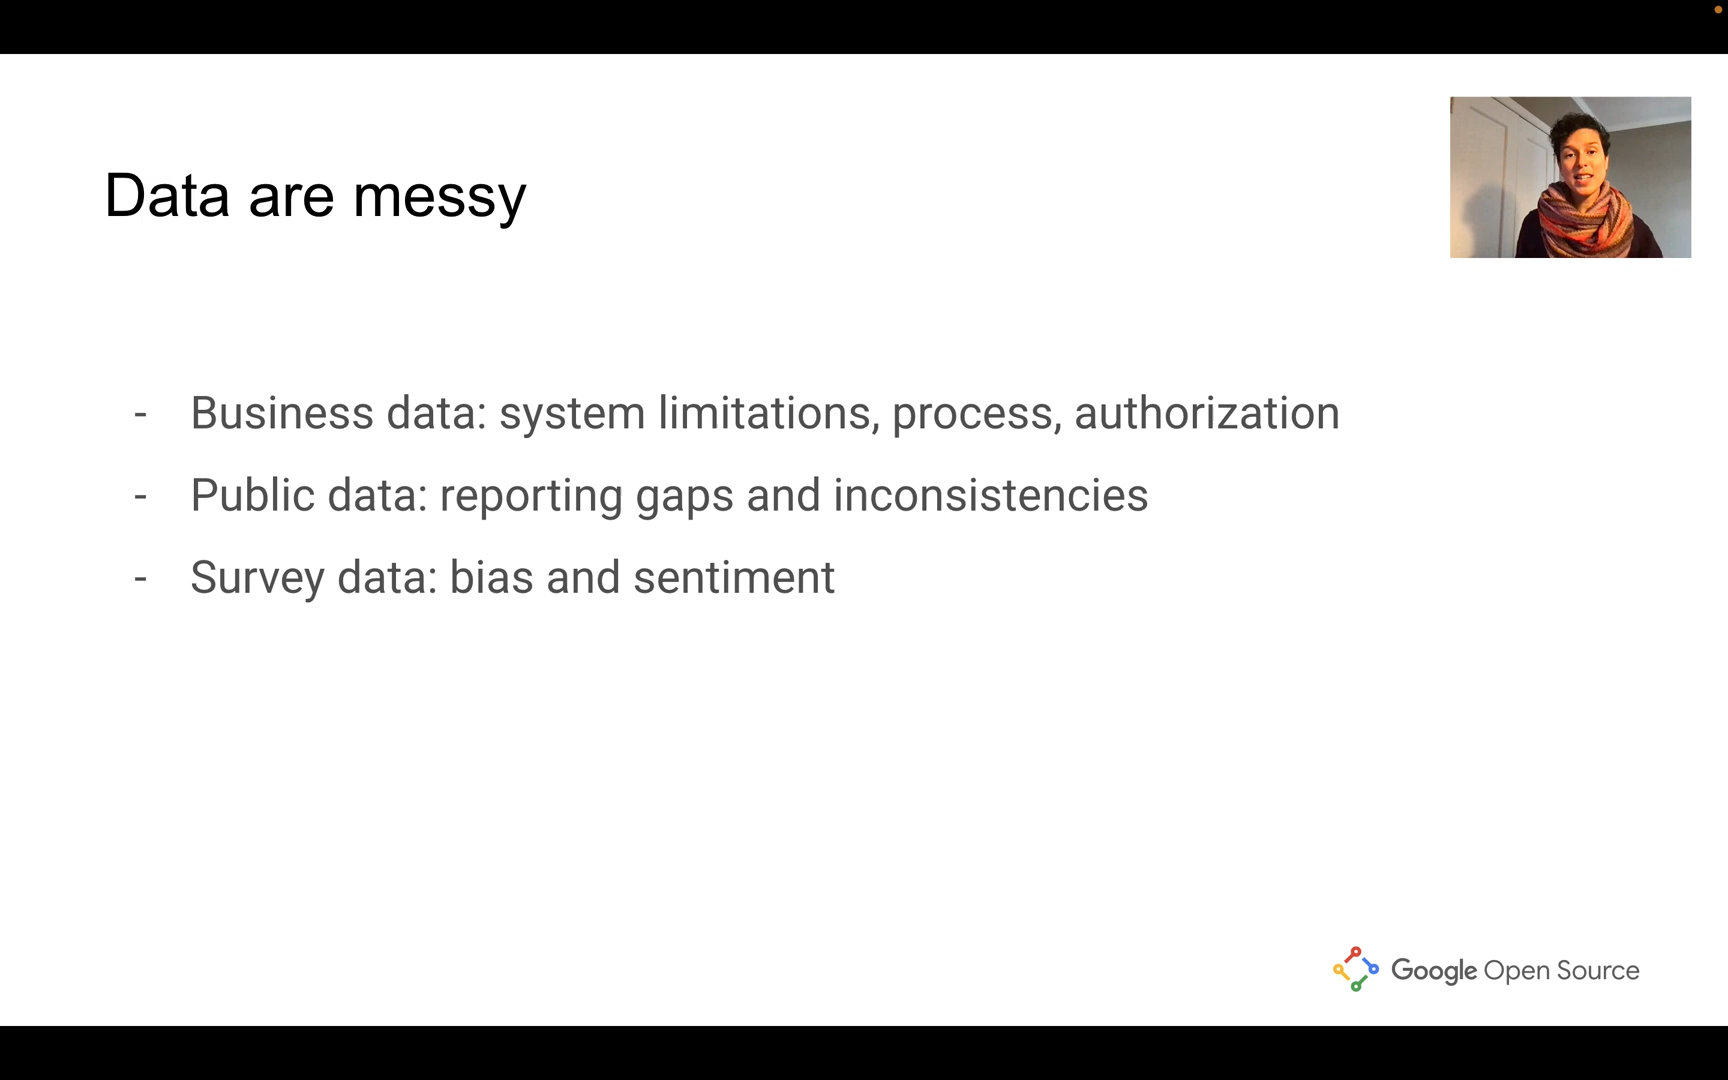 Data are messy
- Business data: system limitations, process, authorization
- Public data: reporting gaps and inconsistencies
- Survey data: bias and sentiment
Google Open Source